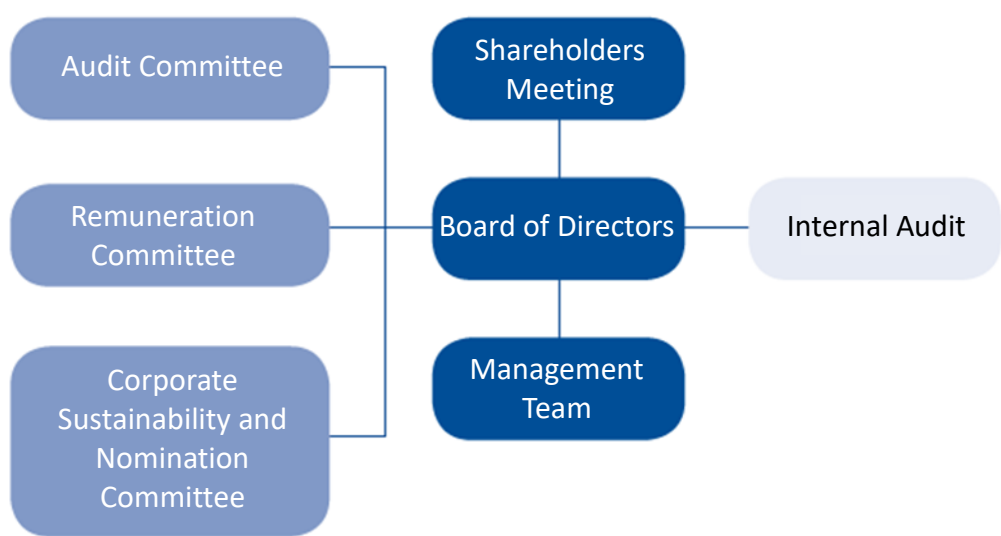 Audit Committee
Shareholders
Meeting
Remuneration
Committee
Board of Directors
Internal Audit
Corporate
Sustainability and
Nomination
Committee
Management
Team